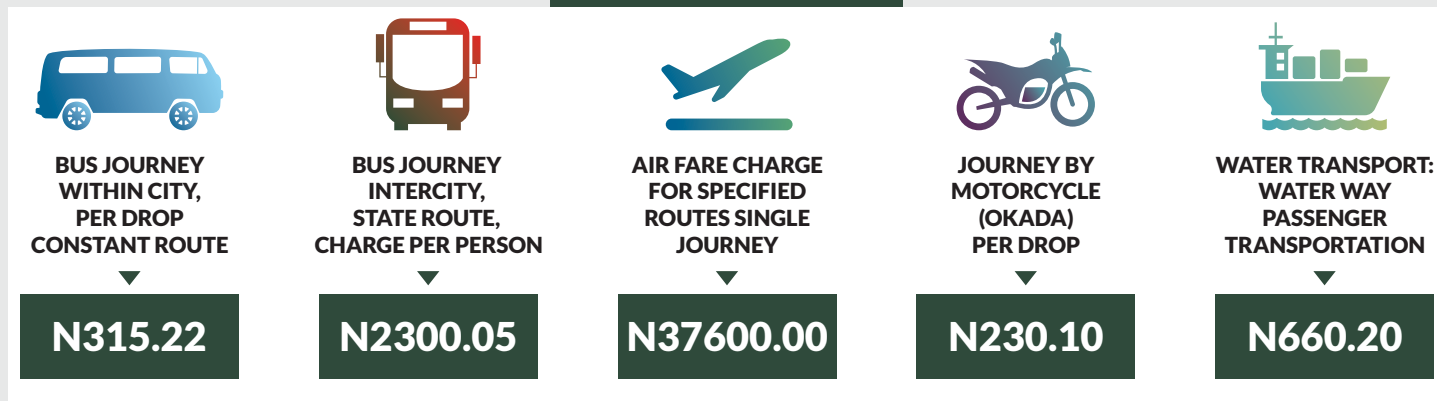 BUS JOURNEY
WITHIN CITY,
PER DROP
CONSTANT ROUTE
N315.22
BUS JOURNEY
INTERCITY,
STATE ROUTE,
CHARGE PER PERSON
N2300.05
AIR FARE CHARGE
FOR SPECIFIED
ROUTES SINGLE
JOURNEY
N37600.00
JOURNEY BY
MOTORCYCLE
(OKADA)
PER DROP
N230.10
WATER TRANSPORT:
WATER WAY
PASSENGER
TRANSPORTATION
N660.20